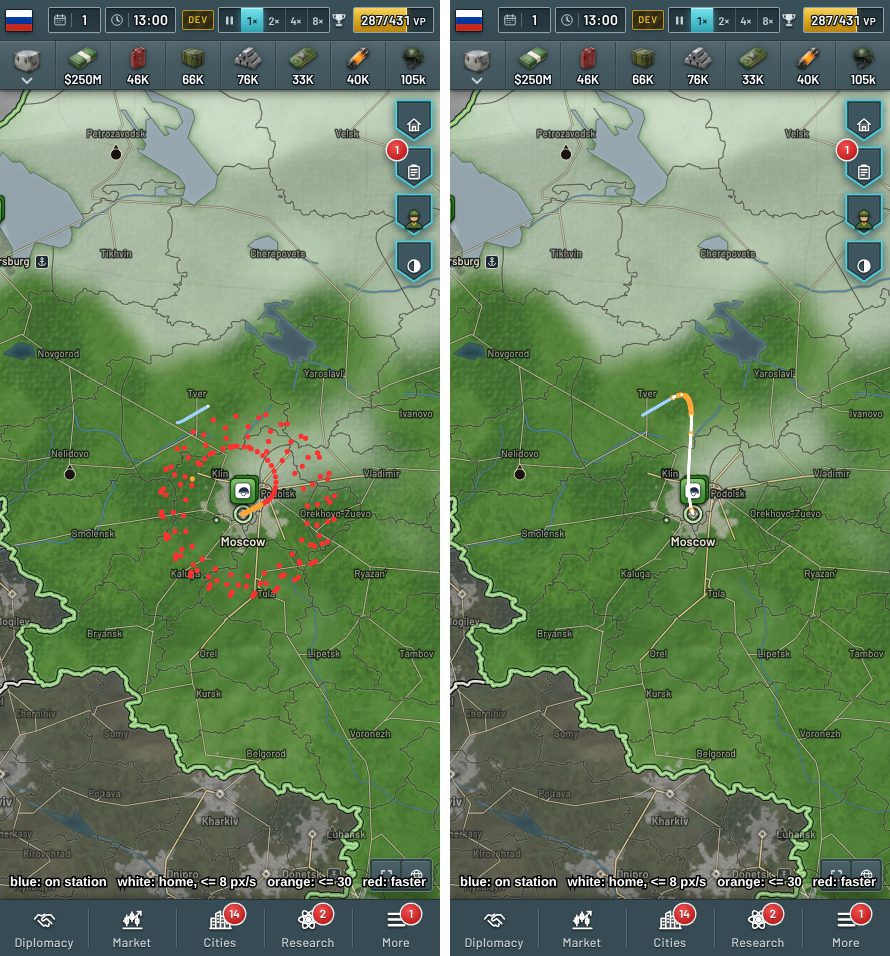 1 13:00 DEV 1× 2× 4× 8× 287/431 VP
$250M 46K 66K 76K 33K 40K 105k
Petrozavodsk
Velsk
1
Tikhvin
Cherepovets
rsburg
Novgorod
Yaroslavl'
Tver
Ivanovo
Nelidovo
Klin
Vladimir
Podolsk
Orekhovo-Zuevo
Smolensk
Moscow
Kaluga
Ryazan'
Tula
Mogilev
Bryansk
Orel
Lipetsk
Tambov
Kursk
Chernihiv
Sumy
Voronezh
Belgorod
Poltava
Kharkiv
Luhansk
Kirovohrad
Dnipro
Donetsk
blue: on station white: home, <= 8 px/s orange: <= 30 red: faster
14 2 1
Diplomacy Market Cities Research More
1 13:00 DEV 1× 2× 4× 8× 287/431 VP
$250M 46K 66K 76K 33K 40K 105k
Petrozavodsk
Velsk
1
Tikhvin
Cherepovets
rsburg
Novgorod
Yaroslavl'
Tver
Ivanovo
Nelidovo
Klin
Vladimir
Podolsk
Orekhovo-Zuevo
Smolensk
Moscow
Kaluga
Ryazan'
Tula
Bryansk
Orel
Lipetsk
Tambov
Kursk
Chernihiv
Sumy
Voronezh
Belgorod
Poltava
Kharkiv
Luhansk
Dnipro
Donetsk
blue: on station white: home, <= 8 px/s orange: <= 30 red: faster
14 2 1
Diplomacy Market Cities Research More